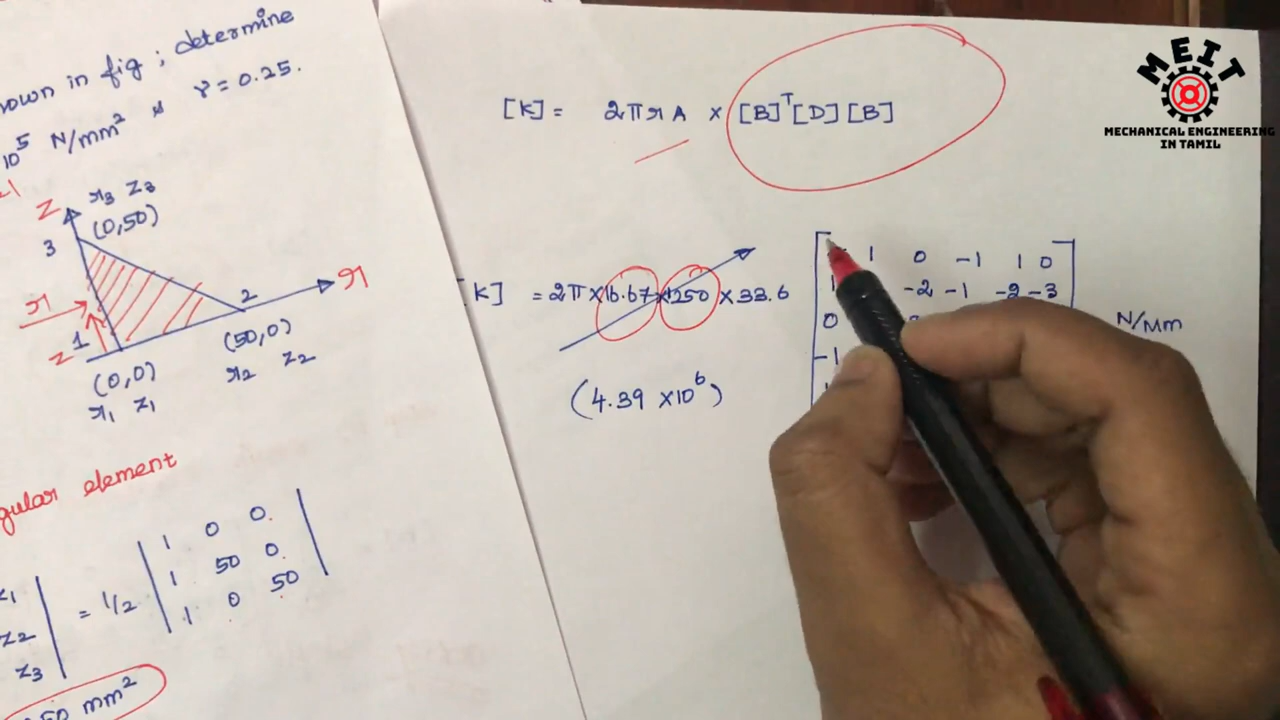 nown in fig ; determine
10⁵ N/mm² & γ = 0.25.
Z
r₃ Z₃
(0,50)
3
r
2
r
1
Z
(50,0)
r₂ Z₂
(0,0)
r₁ Z₁
gular element
Z₁
Z₂
Z₃
= 1/2
1 0 0
1 50 0
1 0 50
50 mm²
[K] = 2πrA × [B]ᵀ[D][B]
K] = 2π×16.67×1250×33.6
(4.39 ×10⁶)
1 0 -1 1 0
1 -2 -1 -2 -3
0
-1
N/mm
MEIT
MECHANICAL ENGINEERING
IN TAMIL